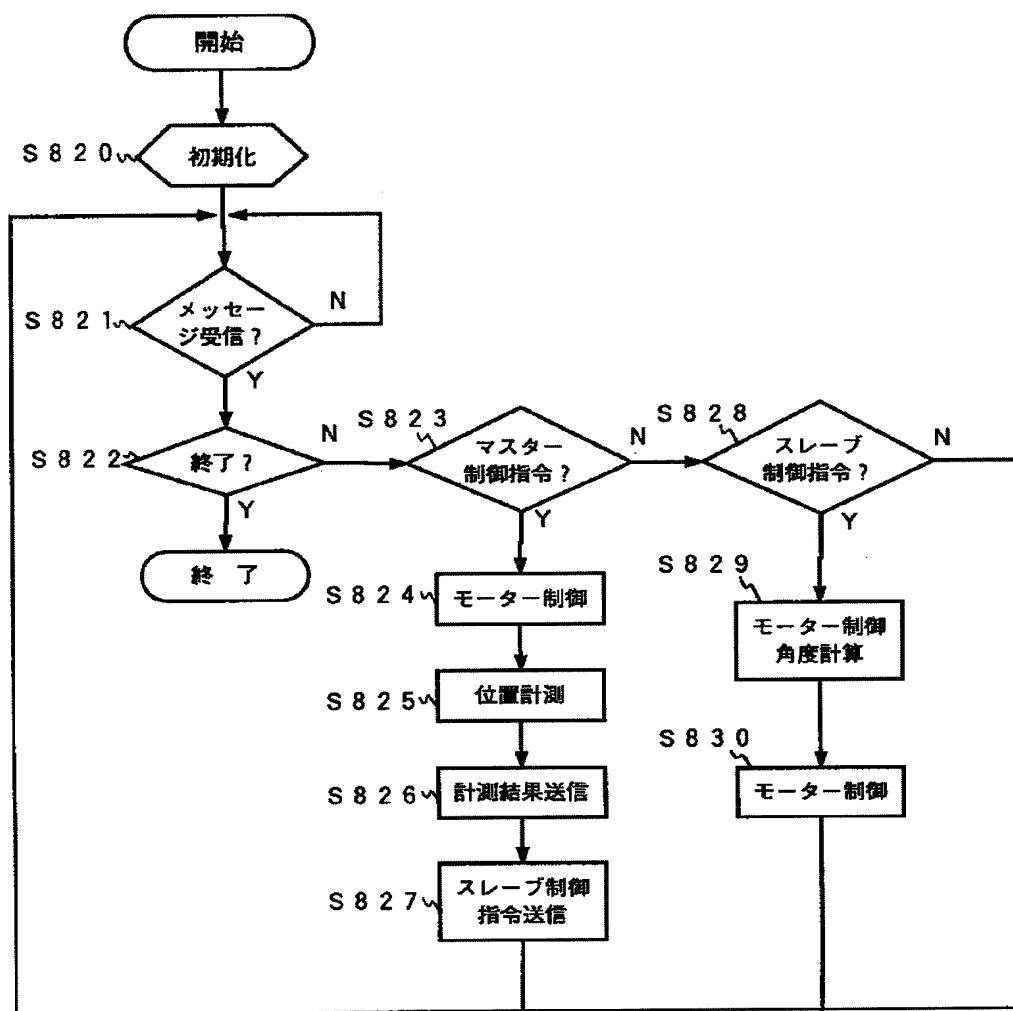 開始
S820
初期化
S821
メッセー
ジ受信?
N
Y
S822
終了?
N
Y
終 了
S823
マスター
制御指令?
N
Y
S824
モーター制御
S825
位置計測
S826
計測結果送信
S827
スレーブ制御
指令送信
S828
スレーブ
制御指令?
N
Y
S829
モーター制御
角度計算
S830
モーター制御